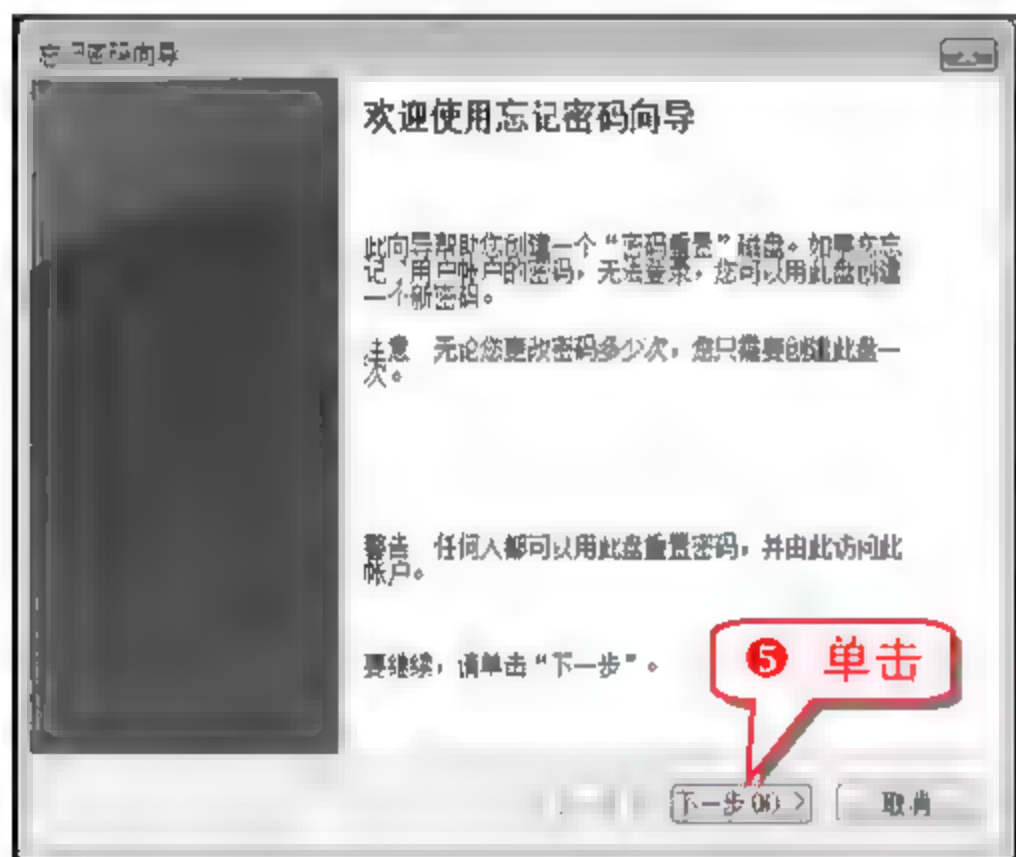 忘记密码向导
欢迎使用忘记密码向导
此向导帮助您创建一个“密码重置”磁盘。如果您忘
记、用户帐户的密码，无法登录，您可以用此盘创建
一个新密码。
注意 无论您更改密码多少次，您只需要创建此盘一
次。
警告 任何人都可以用此盘重置密码，并由此访问此
帐户。
要继续，请单击“下一步”。
❺ 单击
下一步(N) >
取消